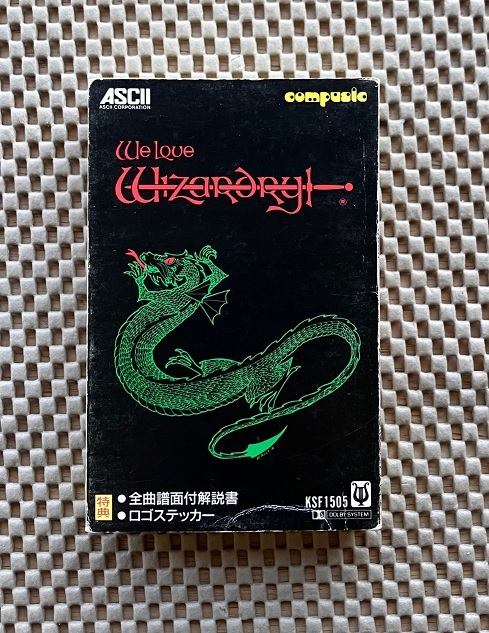 ASCII
ASCII CORPORATION
compusic
We love
Wizardry
®
特典
●全曲譜面付解説書
●ロゴステッカー
KSF1505
DOLBY SYSTEM